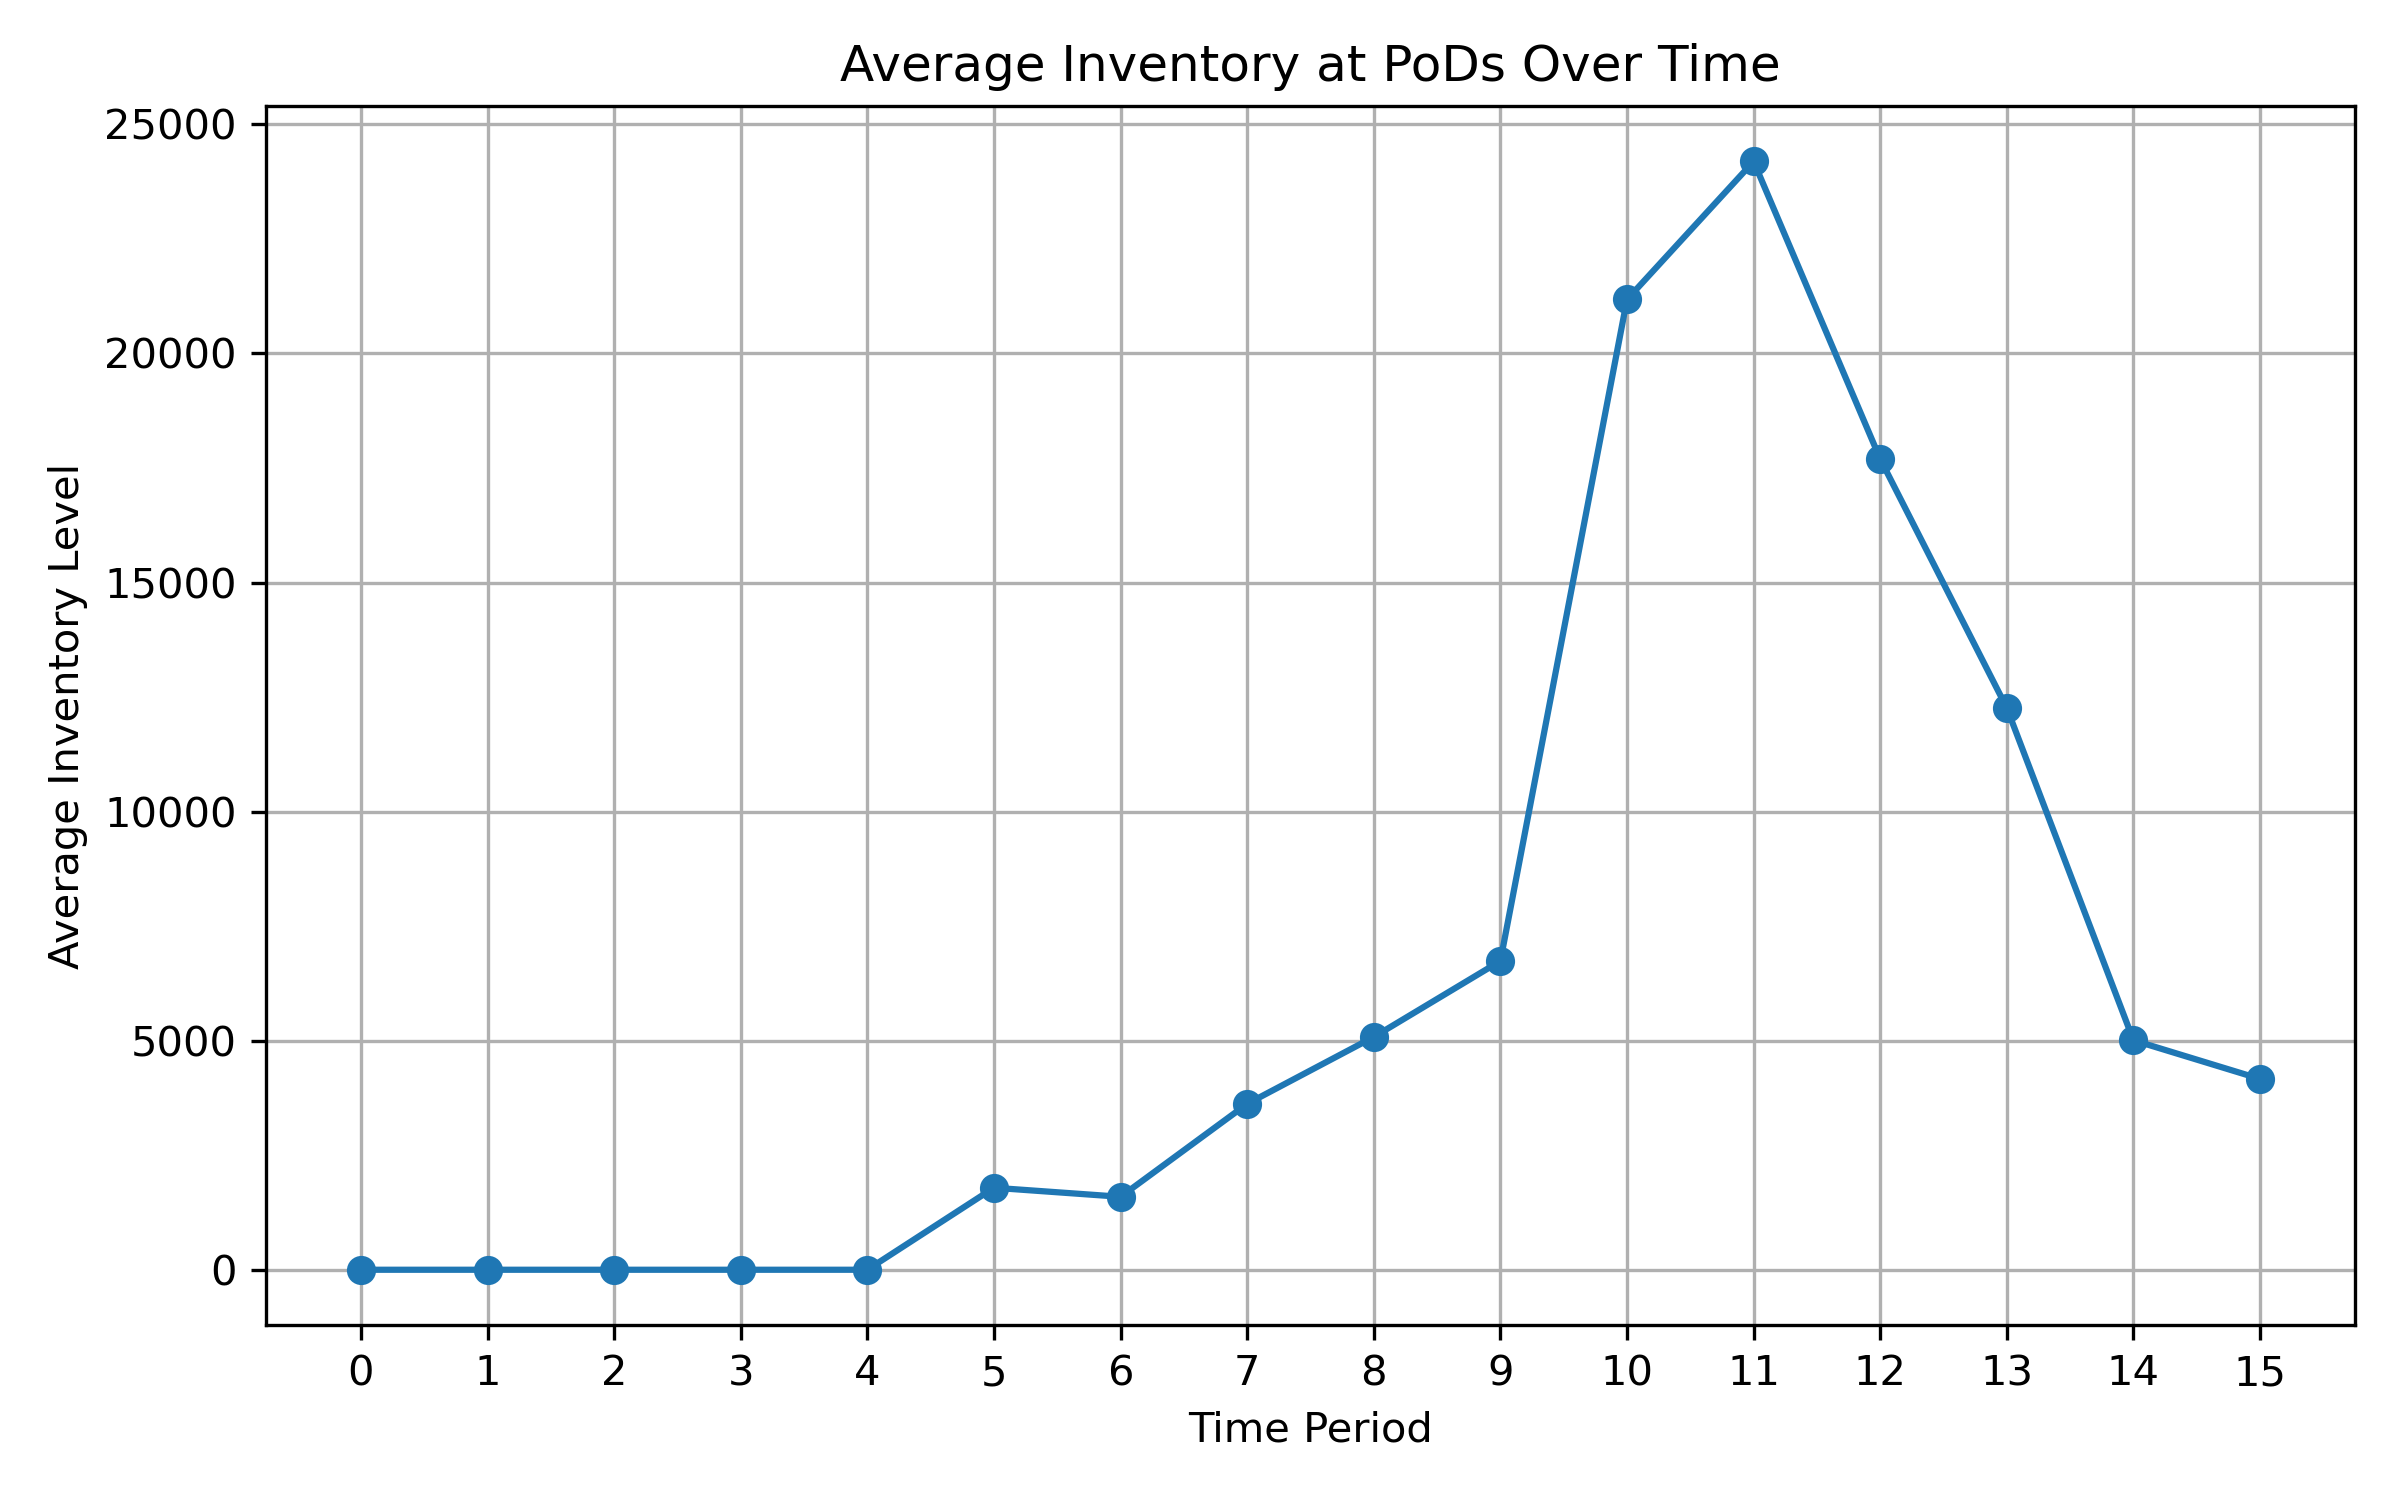 Average Inventory at PoDs Over Time
Average Inventory Level
25000
20000
15000
10000
5000
0
0 1 2 3 4 5 6 7 8 9 10 11 12 13 14 15
Time Period